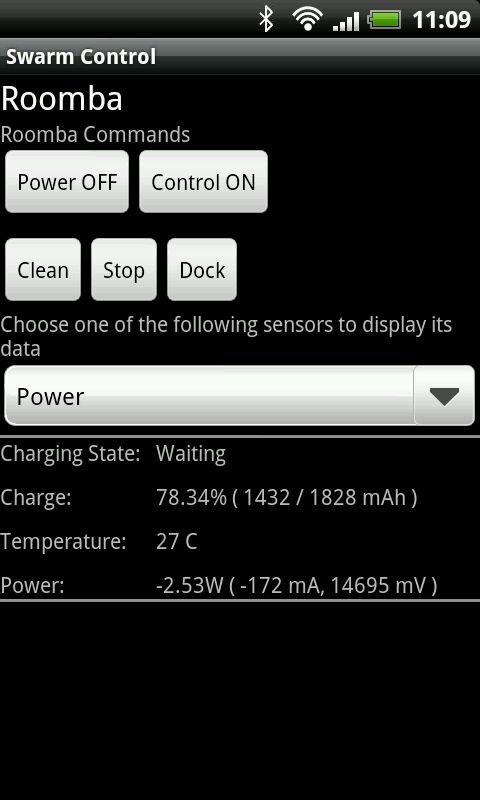 11:09
Swarm Control
Roomba
Roomba Commands
Power OFF Control ON
Clean Stop Dock
Choose one of the following sensors to display its
data
Power
Charging State: Waiting
Charge: 78.34% ( 1432 / 1828 mAh )
Temperature: 27 C
Power: -2.53W ( -172 mA, 14695 mV )